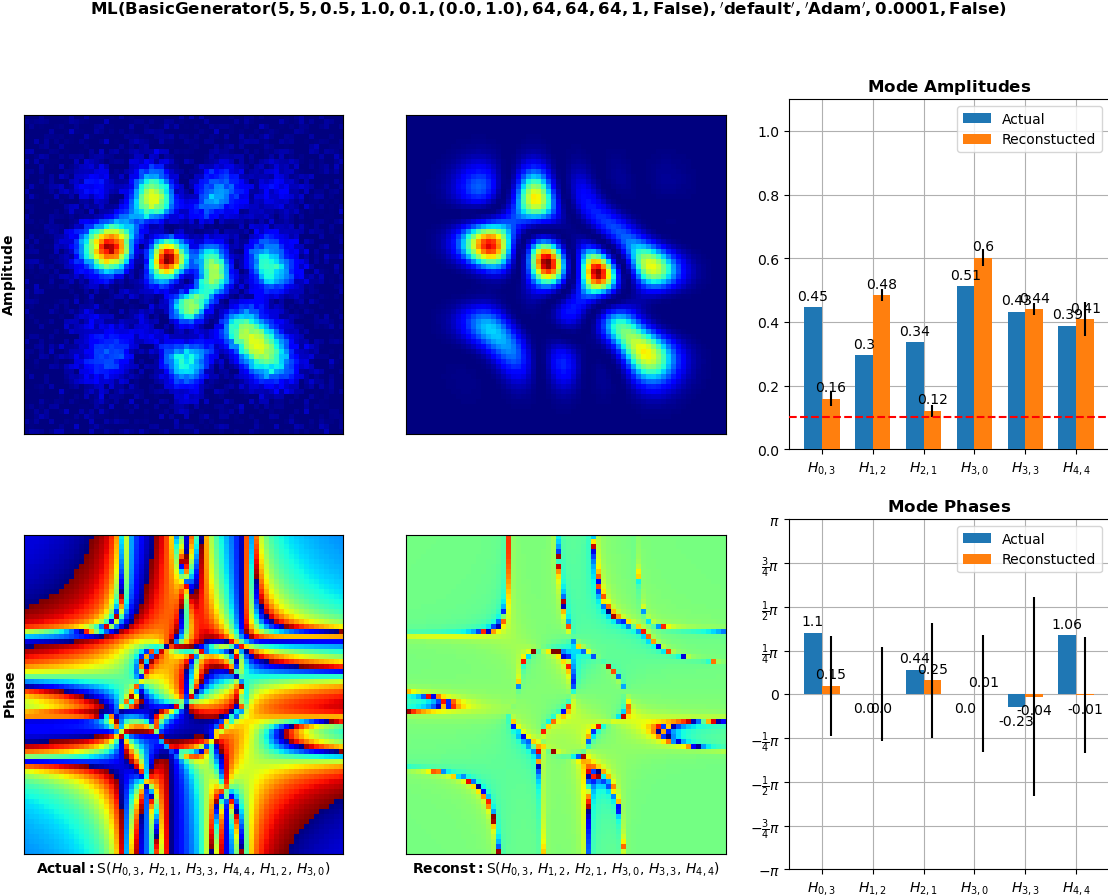 ML(BasicGenerator(5, 5, 0.5, 1.0, 0.1, (0.0, 1.0), 64, 64, 64, 1, False), 'default', 'Adam', 0.0001, False)
Amplitude
Mode Amplitudes
Actual
Reconstucted
1.0
0.8
0.6
0.4
0.2
0.0
0.45
0.16
0.3
0.48
0.34
0.12
0.51
0.6
0.43
0.44
0.39
0.41
H0,3
H1,2
H2,1
H3,0
H3,3
H4,4
Phase
Actual: S(H0,3, H2,1, H3,3, H4,4, H1,2, H3,0)
Reconst: S(H0,3, H1,2, H2,1, H3,0, H3,3, H4,4)
Mode Phases
Actual
Reconstucted
π
3/4π
1/2π
1/4π
0
−1/4π
−1/2π
−3/4π
−π
1.1
0.15
0.0
0.0
0.44
0.25
0.0
0.01
-0.23
-0.04
1.06
-0.01
H0,3
H1,2
H2,1
H3,0
H3,3
H4,4